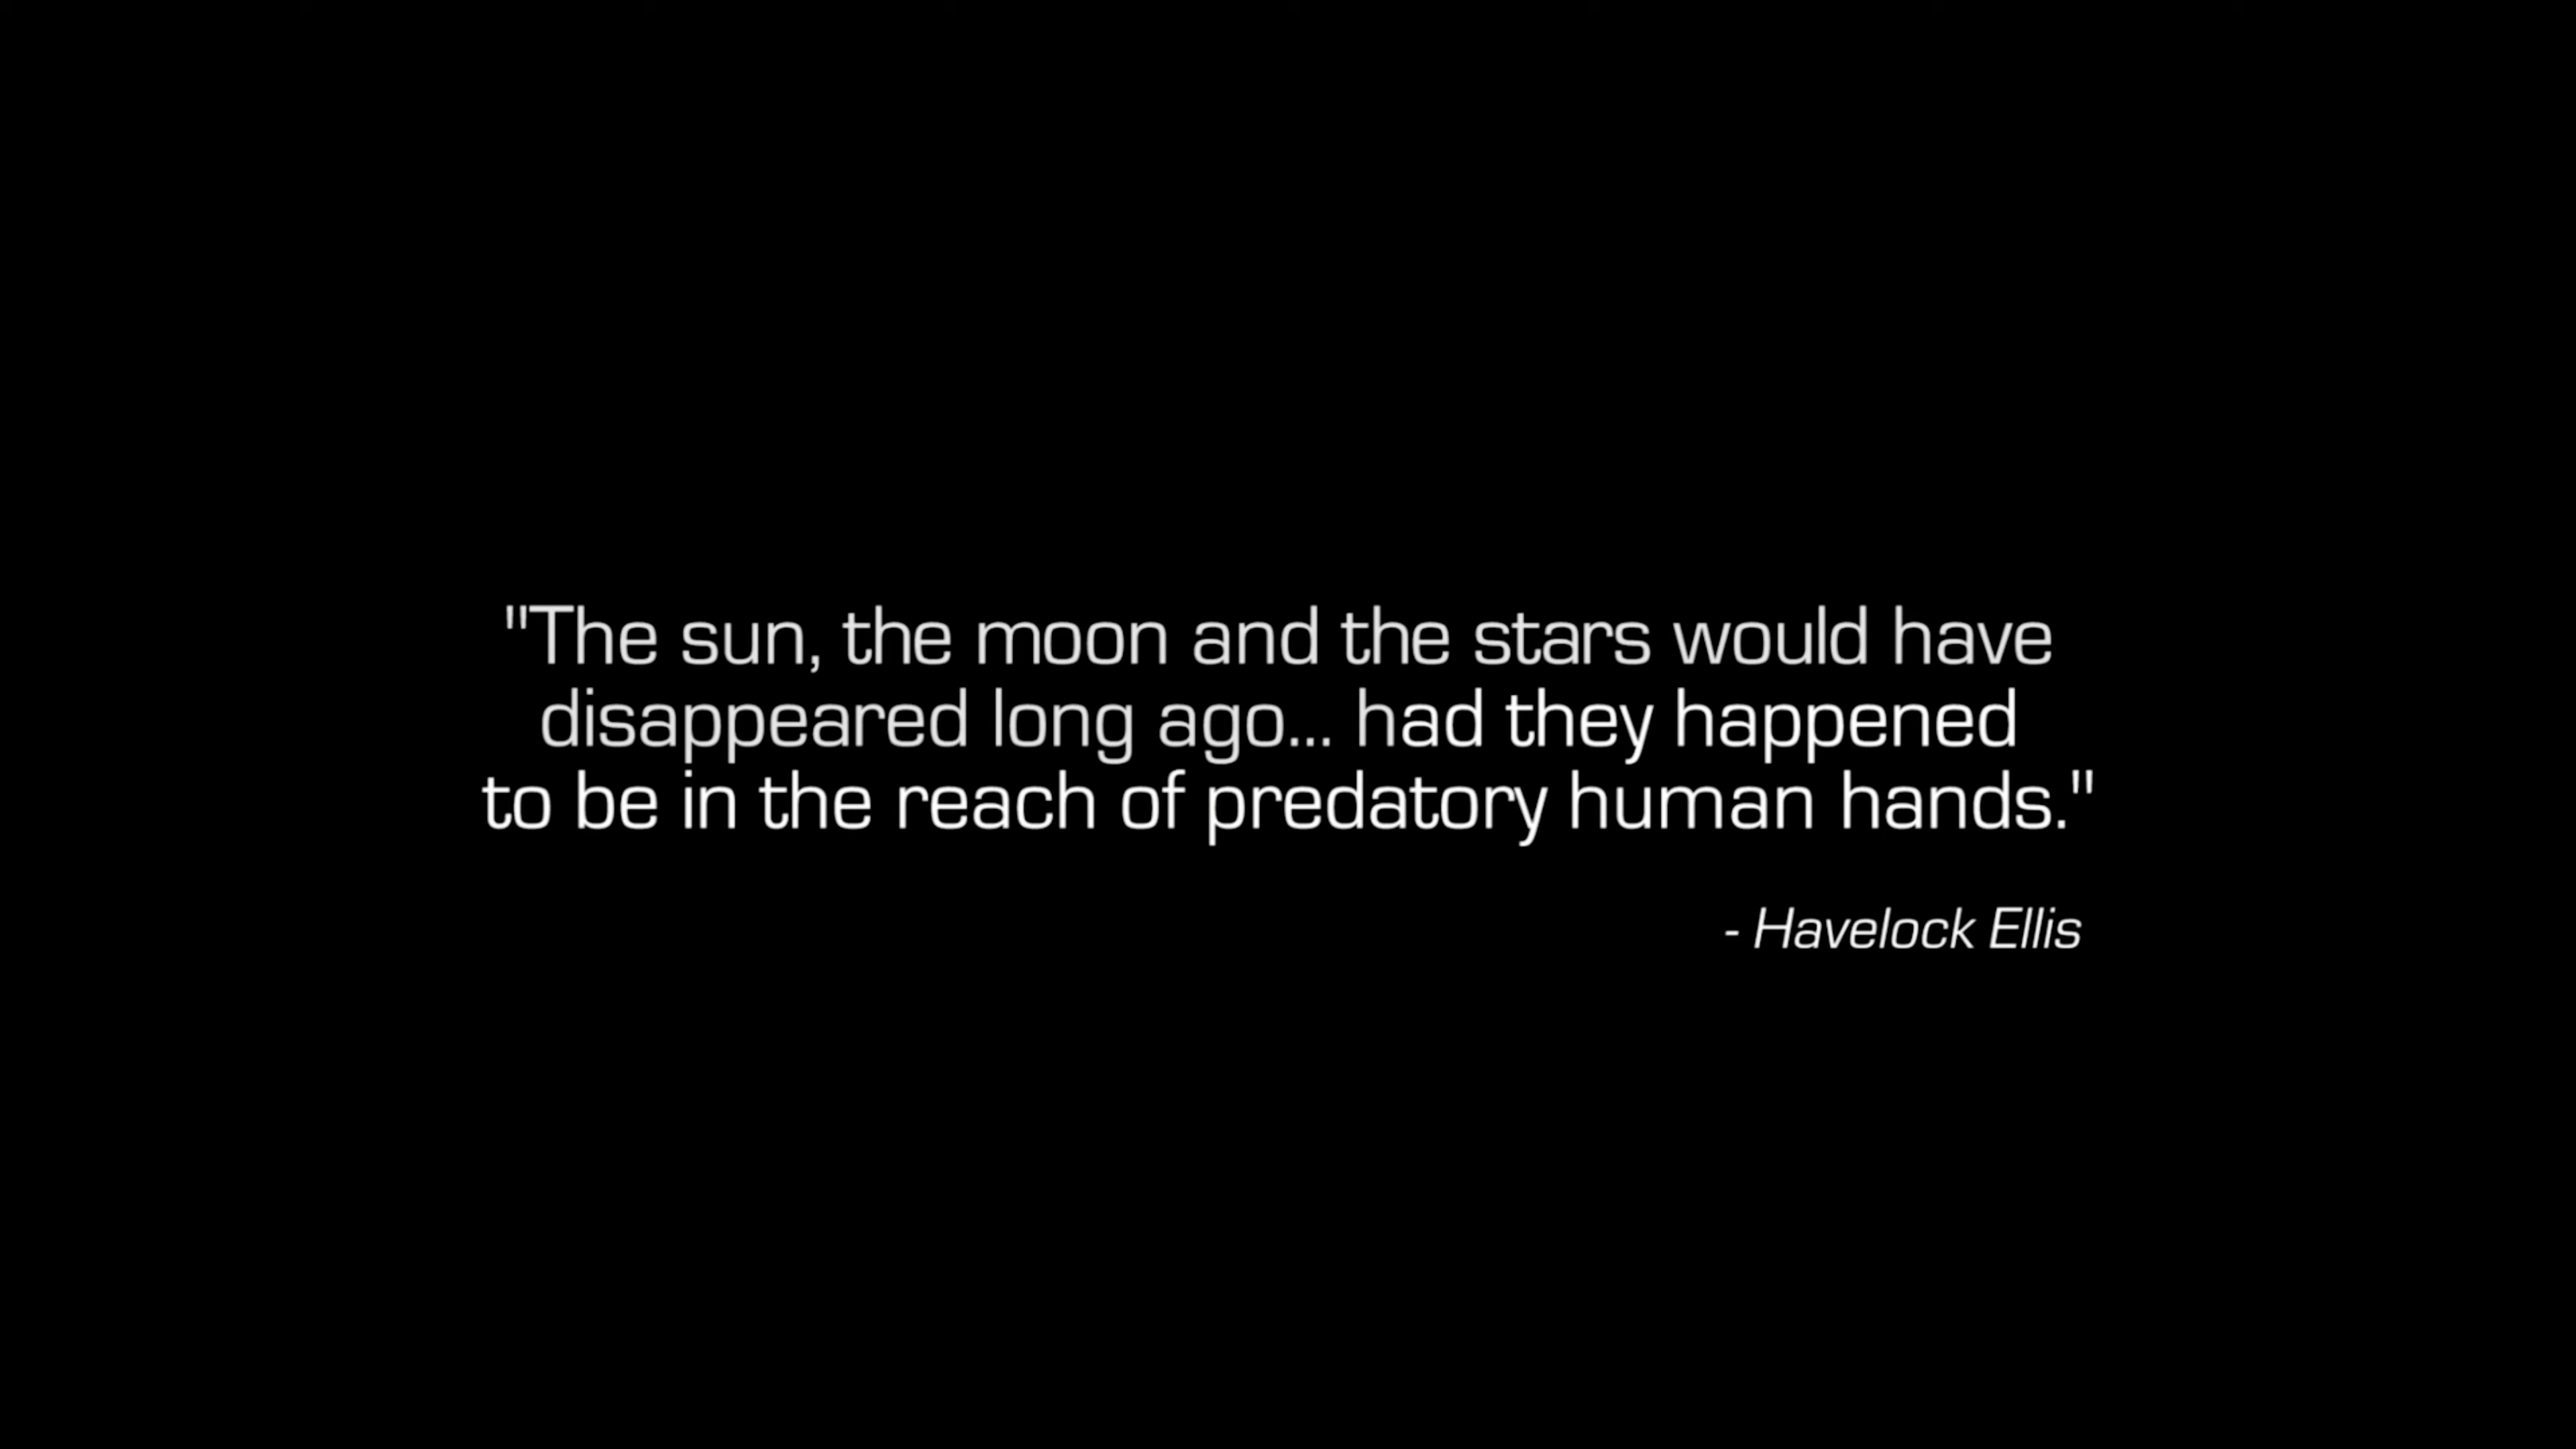 "The sun, the moon and the stars would have
disappeared long ago... had they happened
to be in the reach of predatory human hands."
- Havelock Ellis